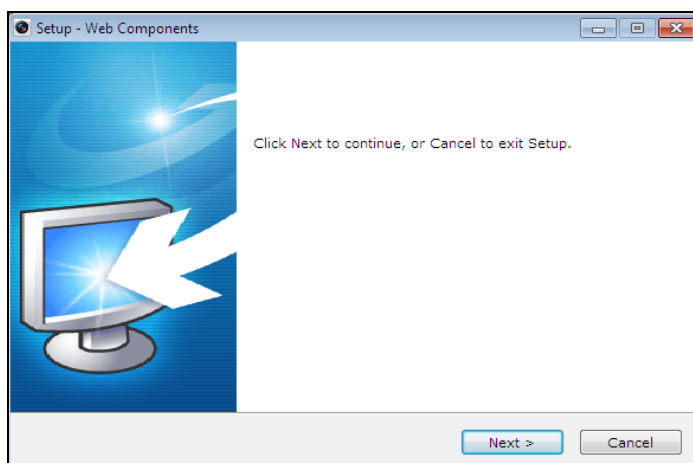 Setup - Web Components
Click Next to continue, or Cancel to exit Setup.
Next >
Cancel